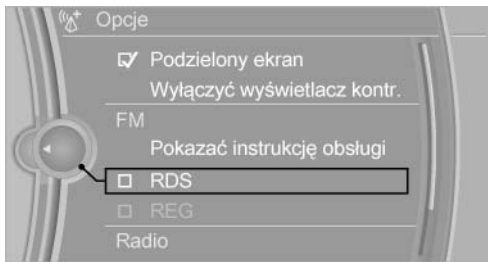 Opcje
Podzielony ekran
Wyłączyć wyświetlacz kontr.
FM
Pokazać instrukcję obsługi
RDS
REG
Radio